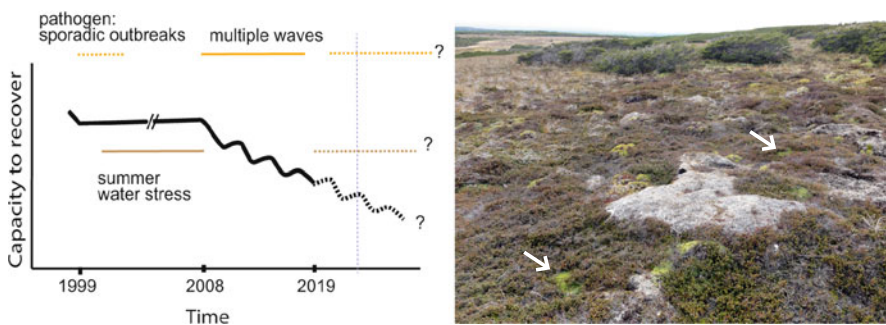 pathogen:
sporadic outbreaks
multiple waves
?
Capacity to recover
?
summer
water stress
?
1999
2008
2019
Time